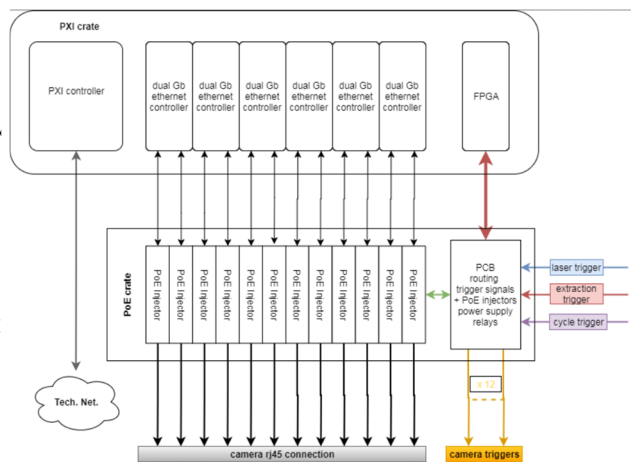 PXI crate
PXI controller
dual Gb
ethernet
controller
dual Gb
ethernet
controller
dual Gb
ethernet
controller
dual Gb
ethernet
controller
dual Gb
ethernet
controller
dual Gb
ethernet
controller
FPGA
PoE crate
PoE Injector
PoE Injector
PoE Injector
PoE Injector
PoE Injector
PoE Injector
PoE Injector
PoE Injector
PoE Injector
PoE Injector
PoE Injector
PoE Injector
PCB
routing
trigger signals
+ PoE injectors
power supply
relays
laser trigger
extraction
trigger
cycle trigger
x 12
Tech. Net.
camera rj45 connection
camera triggers